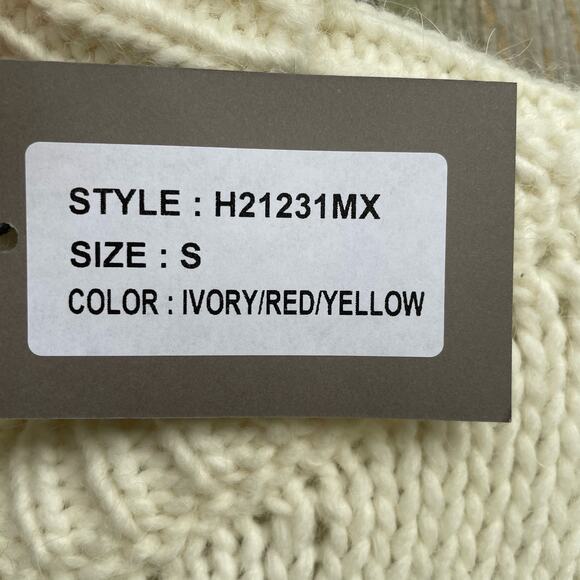 STYLE : H21231MX
SIZE : S
COLOR : IVORY/RED/YELLOW